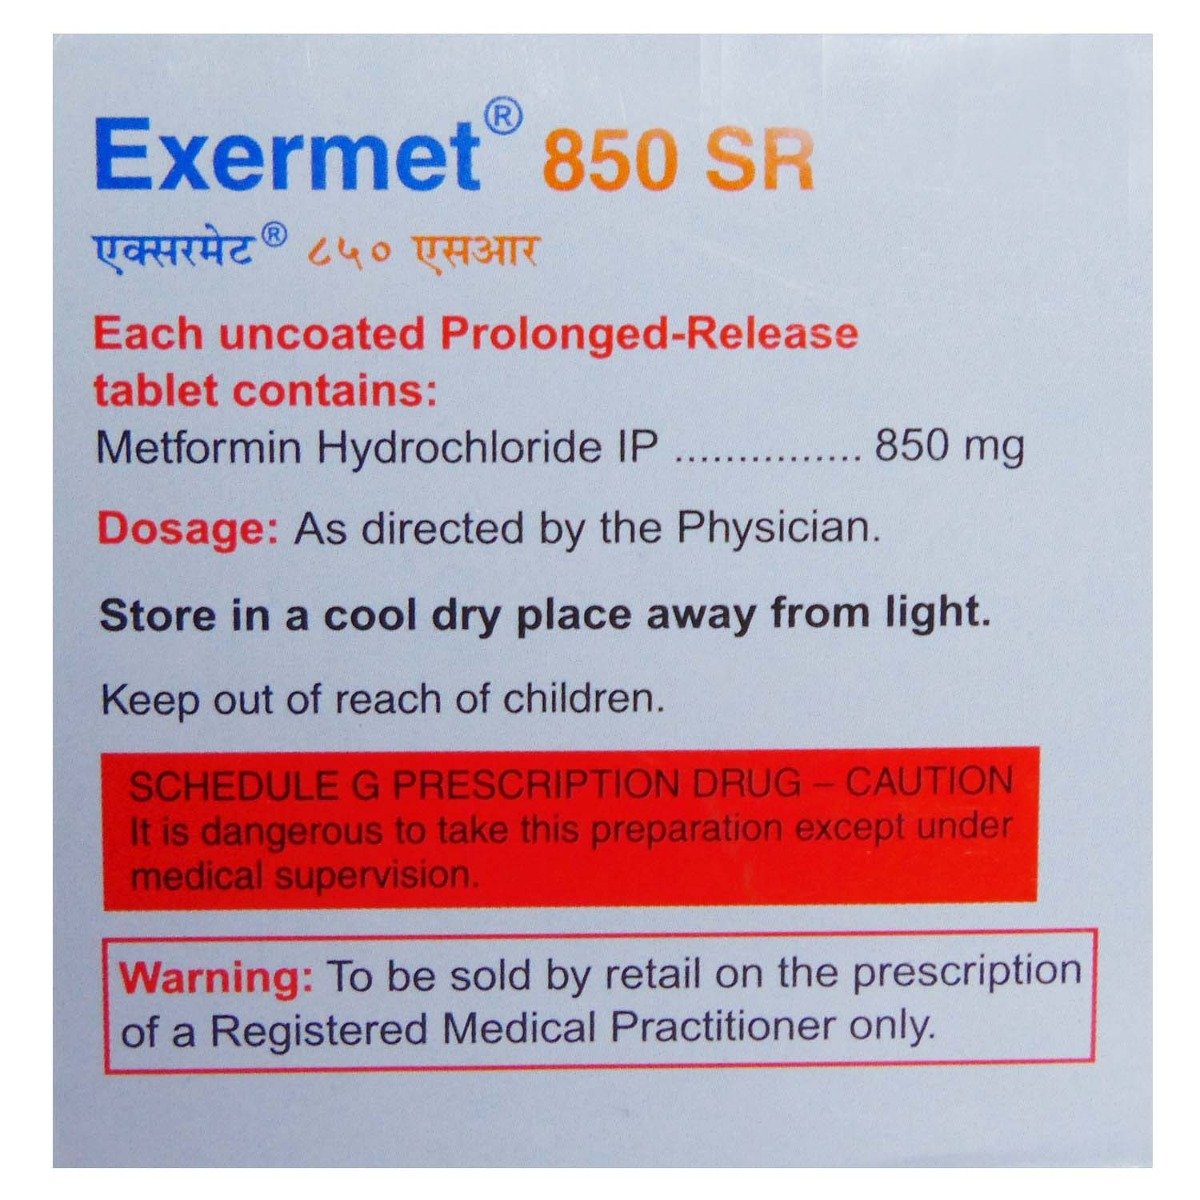 Exermet® 850 SR
एक्सरमेट® ८५० एसआर
Each uncoated Prolonged-Release
tablet contains:
Metformin Hydrochloride IP ............... 850 mg
Dosage: As directed by the Physician.
Store in a cool dry place away from light.
Keep out of reach of children.
SCHEDULE G PRESCRIPTION DRUG – CAUTION
It is dangerous to take this preparation except under
medical supervision.
Warning: To be sold by retail on the prescription
of a Registered Medical Practitioner only.